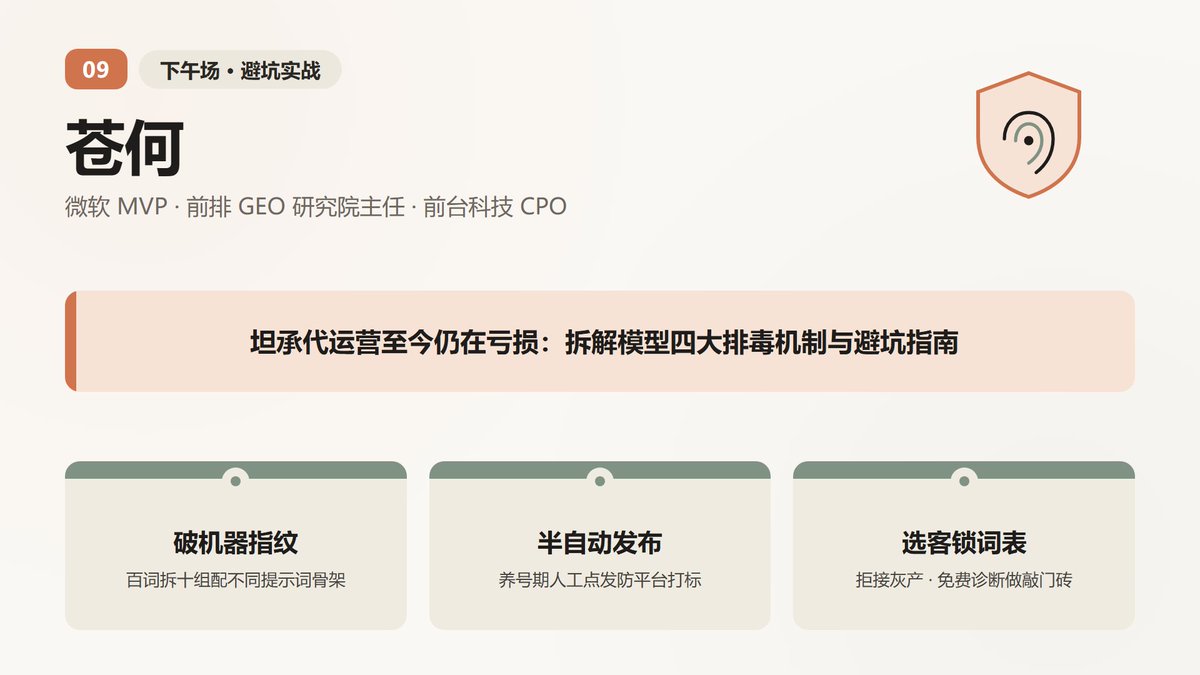 09
下午场·避坑实战
苍何
微软 MVP · 前排 GEO 研究院主任 · 前台科技 CPO
坦承代运营至今仍在亏损：拆解模型四大排毒机制与避坑指南
破机器指纹
百词拆十组配不同提示词骨架
半自动发布
养号期人工点发防平台打标
选客锁词表
拒接灰产 · 免费诊断做敲门砖